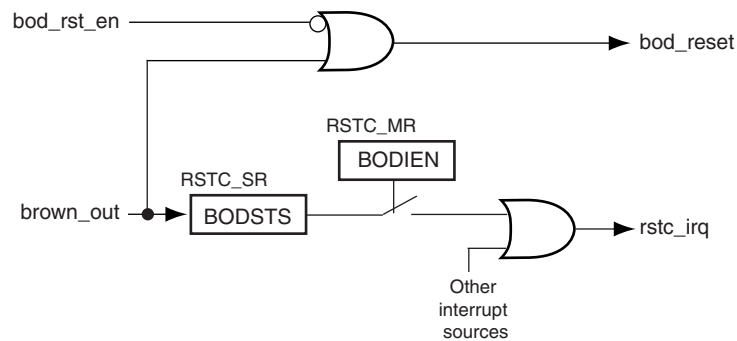 bod_rst_en
bod_reset
RSTC_MR
BODIEN
RSTC_SR
brown_out
BODSTS
rstc_irq
Other
interrupt
sources